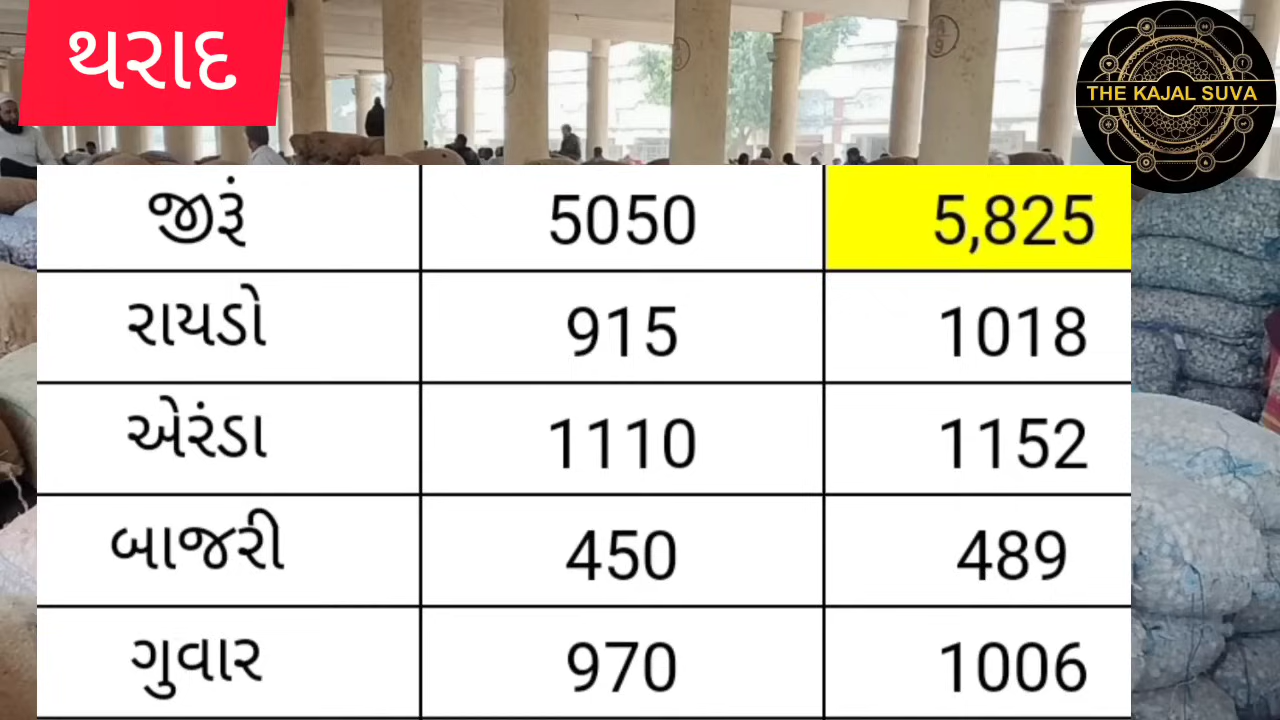 થરાદ
THE KAJAL SUVA
જીરૂં 5050 5,825
રાયડો 915 1018
એરંડા 1110 1152
બાજરી 450 489
ગુવાર 970 1006